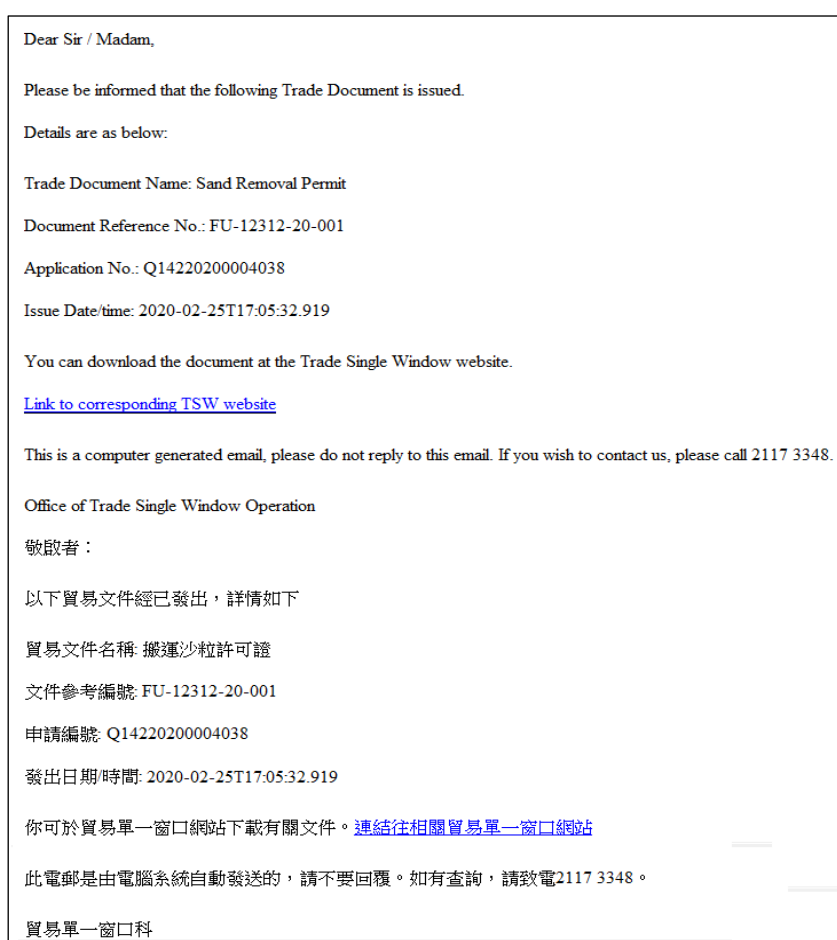 Dear Sir / Madam,
Please be informed that the following Trade Document is issued.
Details are as below:
Trade Document Name: Sand Removal Permit
Document Reference No.: FU-12312-20-001
Application No.: Q14220200004038
Issue Date/time: 2020-02-25T17:05:32.919
You can download the document at the Trade Single Window website.
Link to corresponding TSW website
This is a computer generated email, please do not reply to this email. If you wish to contact us, please call 2117 3348.
Office of Trade Single Window Operation
敬啟者：
以下貿易文件經已發出，詳情如下
貿易文件名稱: 搬運沙粒許可證
文件參考編號: FU-12312-20-001
申請編號: Q14220200004038
發出日期/時間: 2020-02-25T17:05:32.919
你可於貿易單一窗口網站下載有關文件。連結往相關貿易單一窗口網站
此電郵是由電腦系統自動發送的，請不要回覆。如有查詢，請致電2117 3348。
貿易單一窗口科